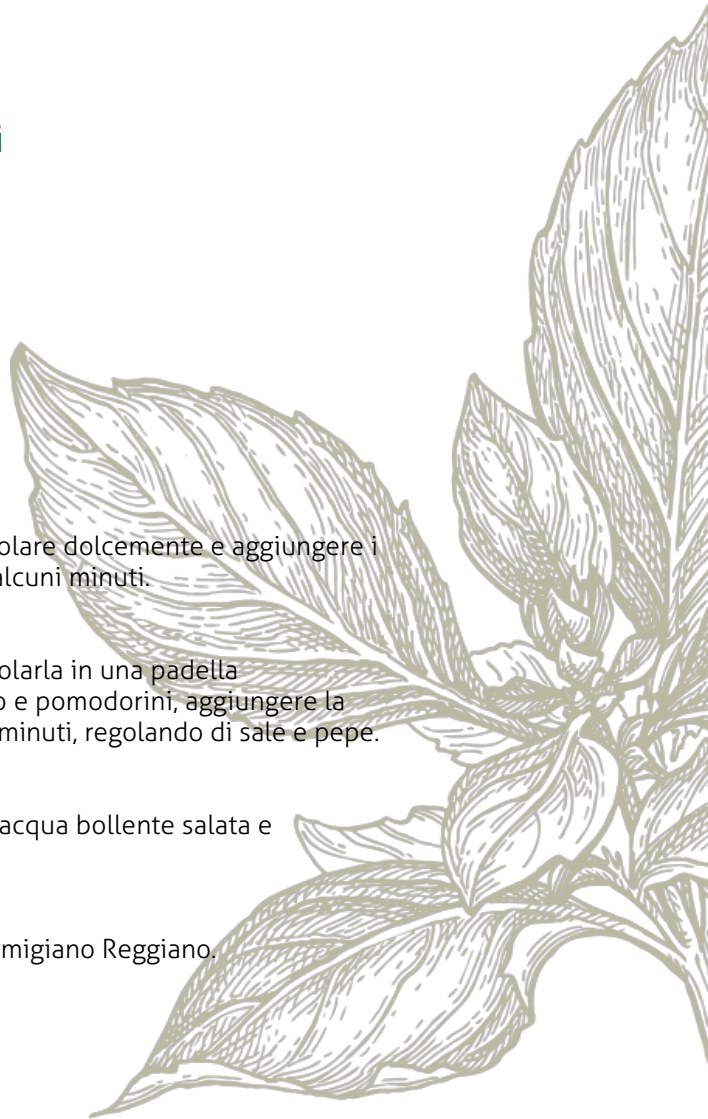 i
olare dolcemente e aggiungere i
alcuni minuti.
olarla in una padella
o e pomodorini, aggiungere la
minuti, regolando di sale e pepe.
acqua bollente salata e
migiano Reggiano.